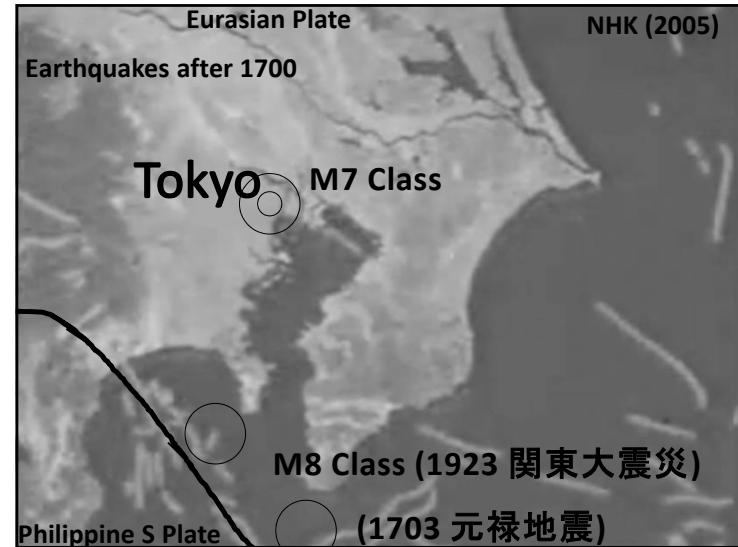 Eurasian Plate
NHK (2005)
Earthquakes after 1700
Tokyo
M7 Class
M8 Class (1923 関東大震災)
(1703 元禄地震)
Philippine S Plate